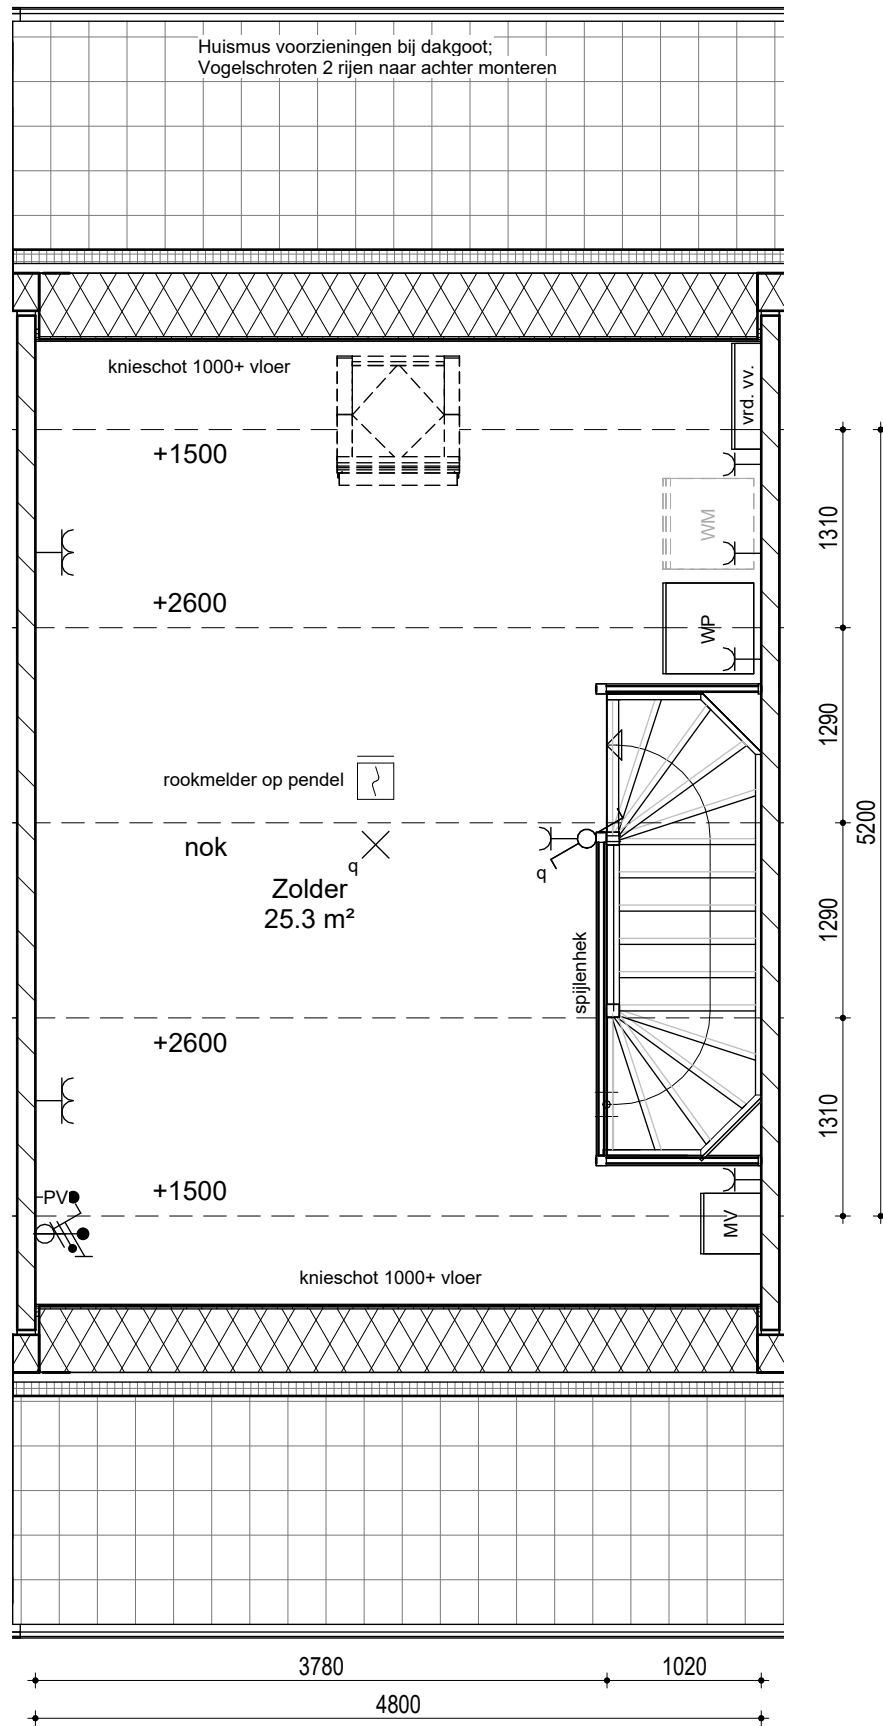 Huismus voorzieningen bij dakgoot;
Vogelschroten 2 rijen naar achter monteren
knieschot 1000+ vloer
vrd. vv.
+1500
WM
1310
+2600
WP
1290
rookmelder op pendel
nok
q
q
5200
Zolder
25.3 m²
1290
spijlenhek
+2600
1310
+1500
PV
MV
knieschot 1000+ vloer
3780
1020
4800